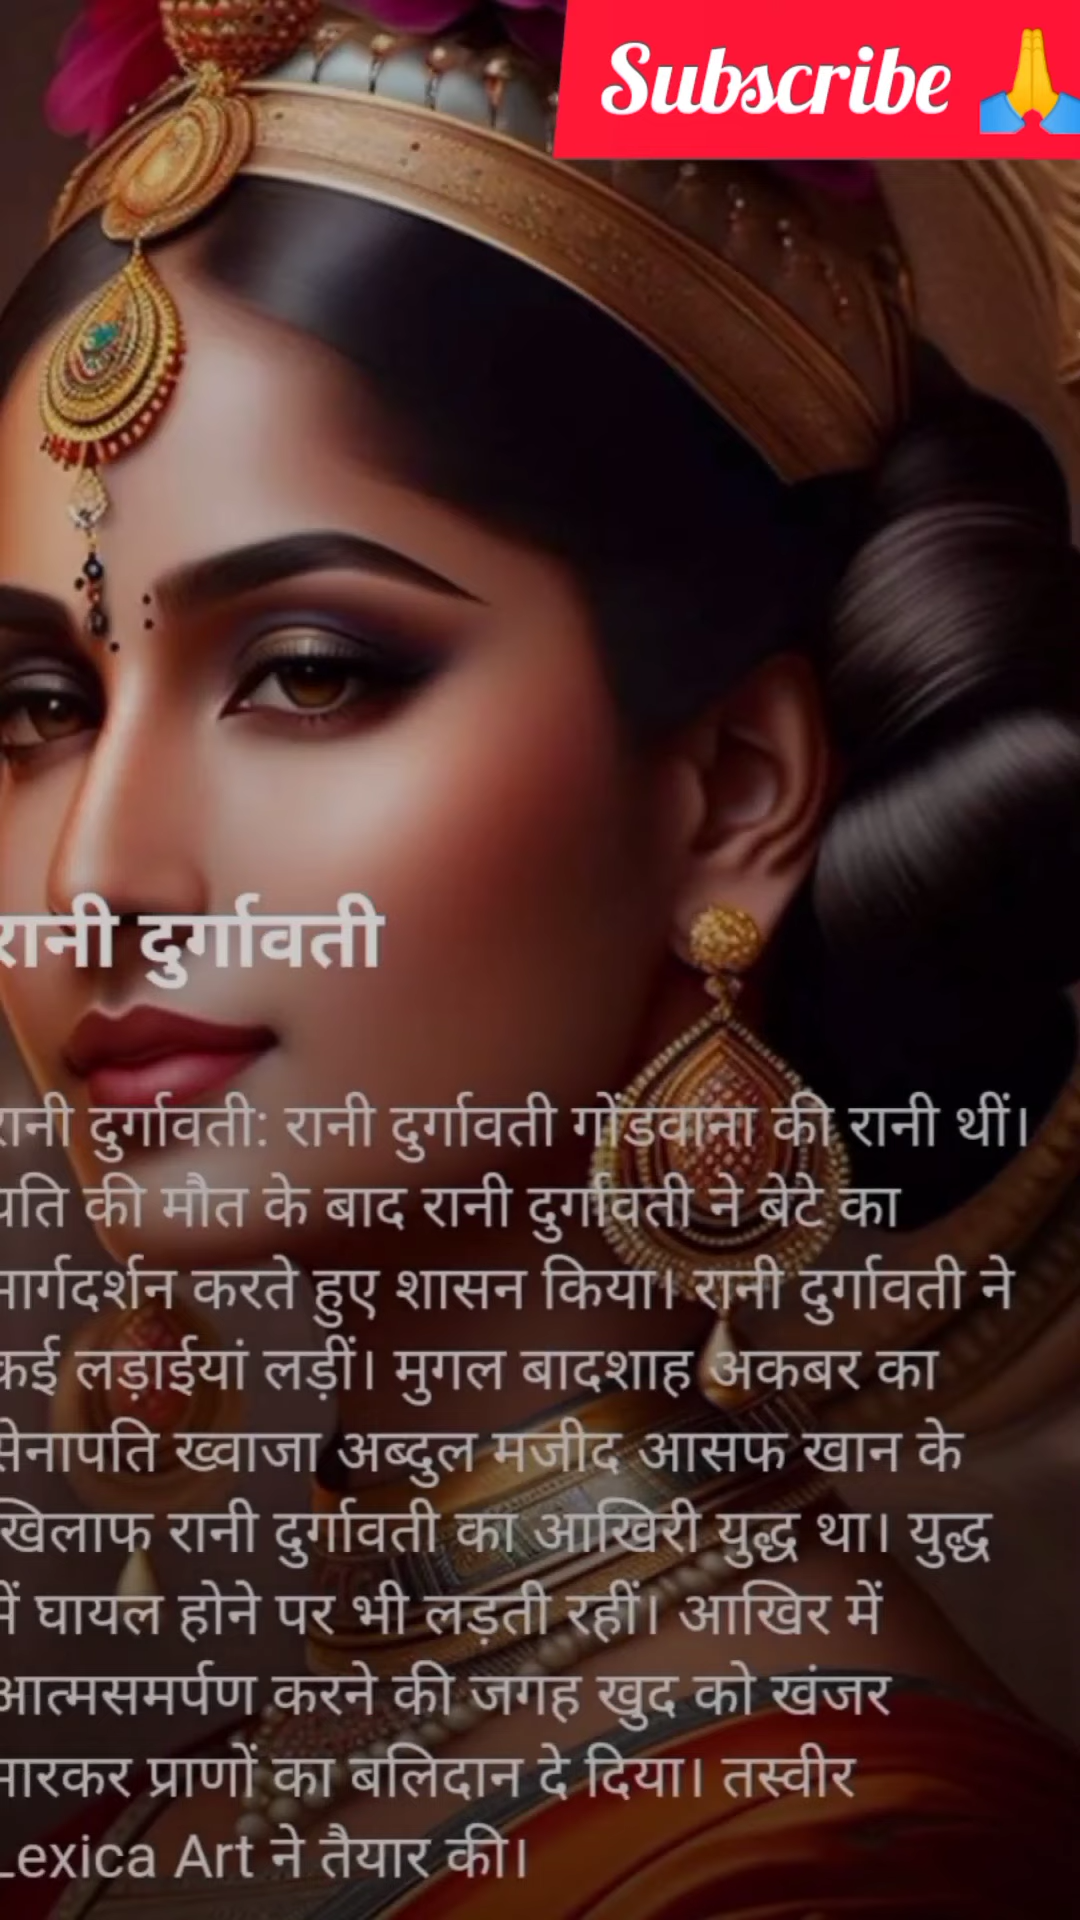 Subscribe 🙏
रानी दुर्गावती
रानी दुर्गावती: रानी दुर्गावती गोंडवाना की रानी थीं।
पति की मौत के बाद रानी दुर्गावती ने बेटे का
मार्गदर्शन करते हुए शासन किया। रानी दुर्गावती ने
कई लड़ाईयां लड़ीं। मुगल बादशाह अकबर का
सेनापति ख्वाजा अब्दुल मजीद आसफ खान के
खिलाफ रानी दुर्गावती का आखिरी युद्ध था। युद्ध
में घायल होने पर भी लड़ती रहीं। आखिर में
आत्मसमर्पण करने की जगह खुद को खंजर
मारकर प्राणों का बलिदान दे दिया। तस्वीर
Lexica Art ने तैयार की।